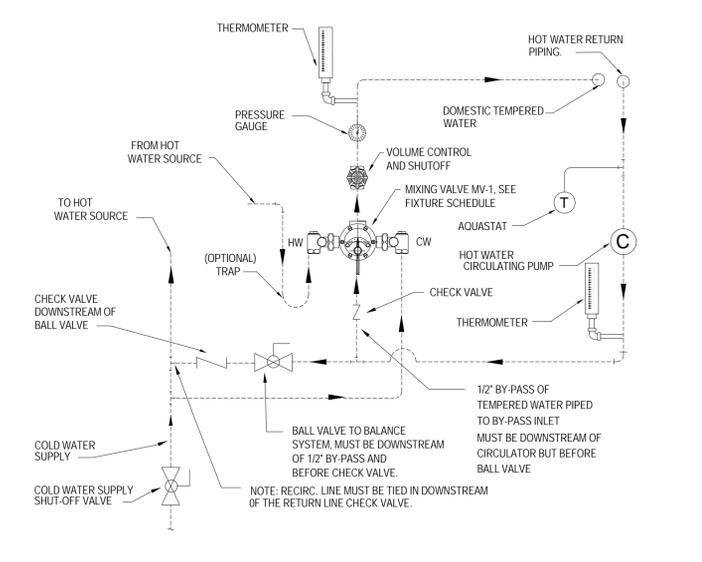 THERMOMETER
HOT WATER RETURN
PIPING.
PRESSURE
GAUGE
DOMESTIC TEMPERED
WATER
FROM HOT
WATER SOURCE
VOLUME CONTROL
AND SHUTOFF
MIXING VALVE MV-1, SEE
FIXTURE SCHEDULE
TO HOT
WATER SOURCE
T
AQUASTAT
HW
CW
C
HOT WATER
CIRCULATING PUMP
(OPTIONAL)
TRAP
CHECK VALVE
DOWNSTREAM OF
BALL VALVE
CHECK VALVE
THERMOMETER
1/2" BY-PASS OF
TEMPERED WATER PIPED
TO BY-PASS INLET
MUST BE DOWNSTREAM OF
CIRCULATOR BUT BEFORE
BALL VALVE
BALL VALVE TO BALANCE
SYSTEM, MUST BE DOWNSTREAM
OF 1/2" BY-PASS AND
BEFORE CHECK VALVE.
COLD WATER
SUPPLY
COLD WATER SUPPLY
SHUT-OFF VALVE
NOTE: RECIRC. LINE MUST BE TIED IN DOWNSTREAM
0F THE RETURN LINE CHECK VALVE.